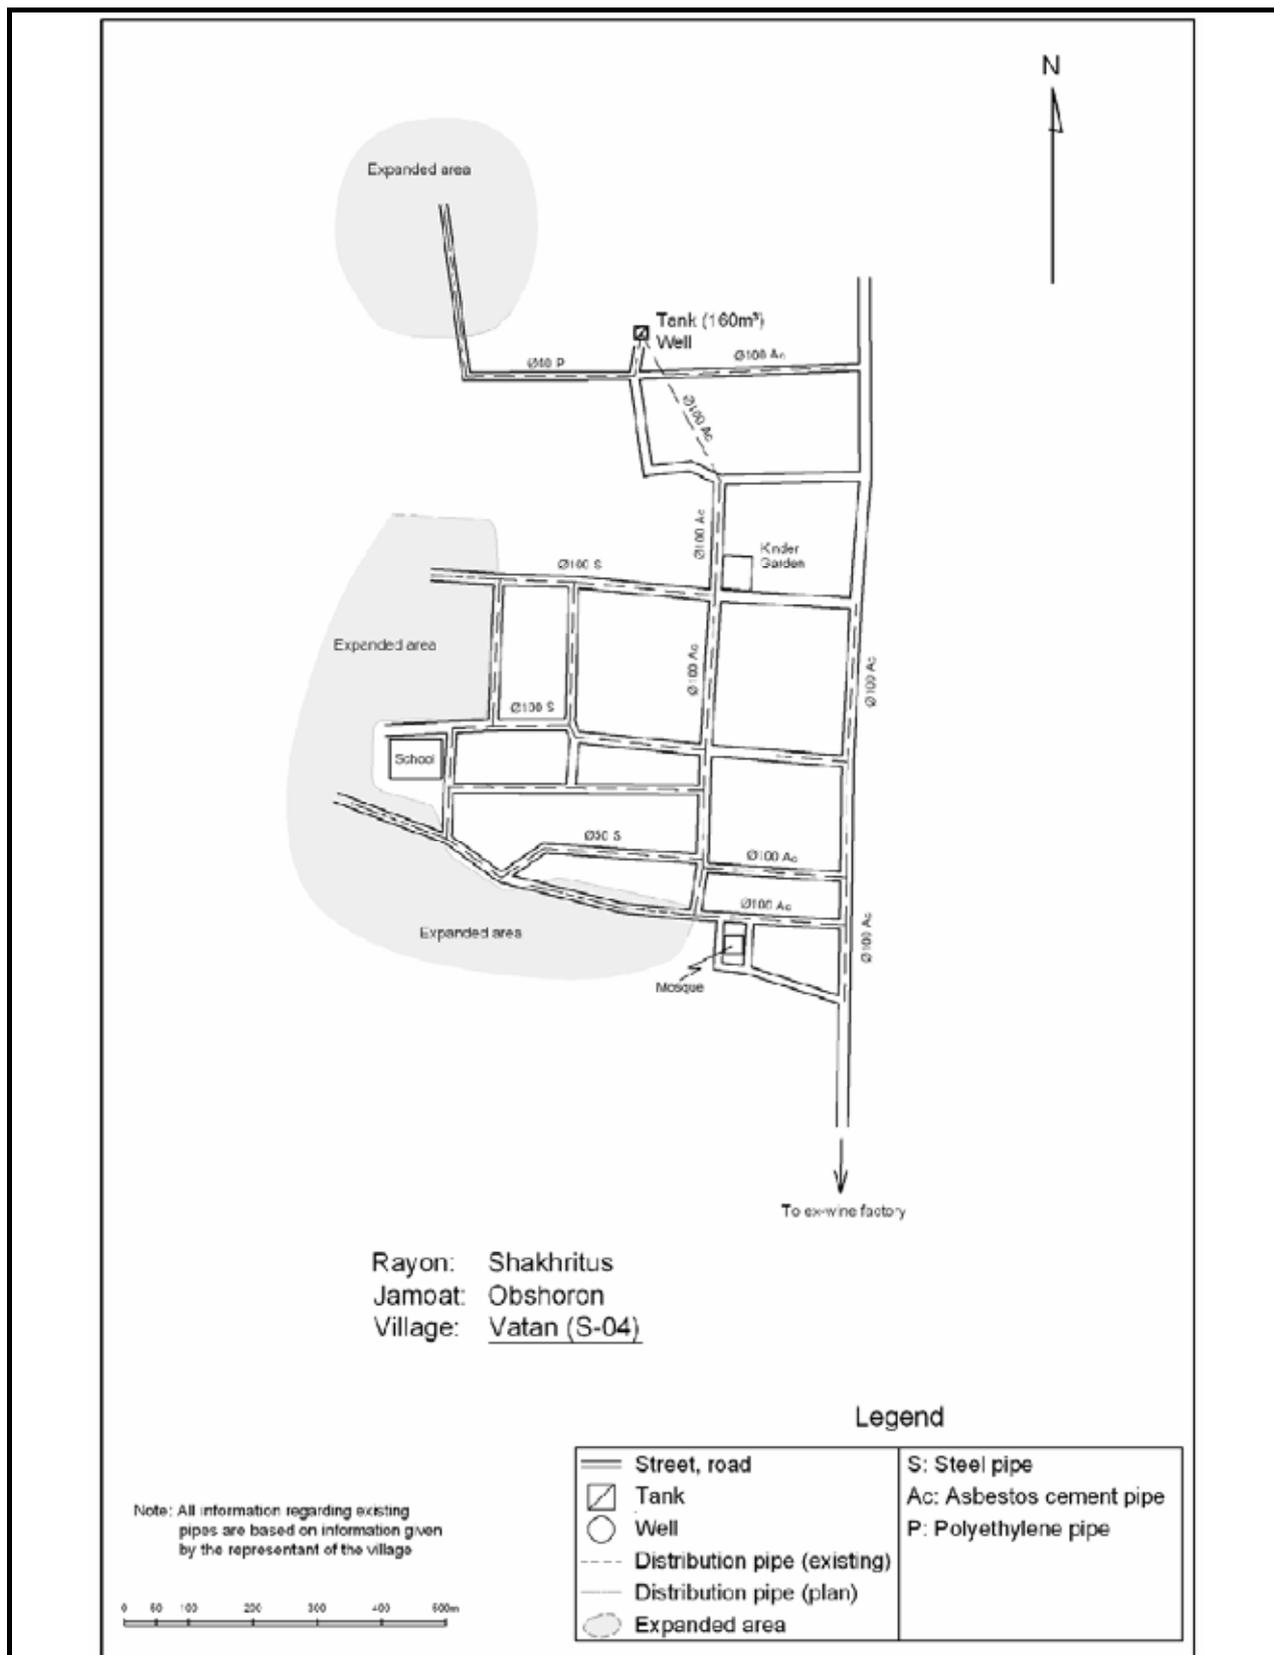 N
Expanded area
Tank (160m³)
Well
Ø100 Ac
Ø100 Ac
Ø100 Ac
Kinder
Garden
Ø100 S
Expanded area
Ø100 Ac
Ø100 Ac
Ø100 S
School
Ø100 Ac
Ø100 Ac
Expanded area
Ø100 Ac
Mosque
To ex-wine factory
Rayon: Shakhritus
Jamoat: Obshoron
Village: Vatan (S-04)
Legend
Street, road
Tank
Well
Distribution pipe (existing)
Distribution pipe (plan)
Expanded area
S: Steel pipe
Ac: Asbestos cement pipe
P: Polyethylene pipe
Note: All information regarding existing
pipes are based on information given
by the representant of the village
0 50 100 200 300 400 500m